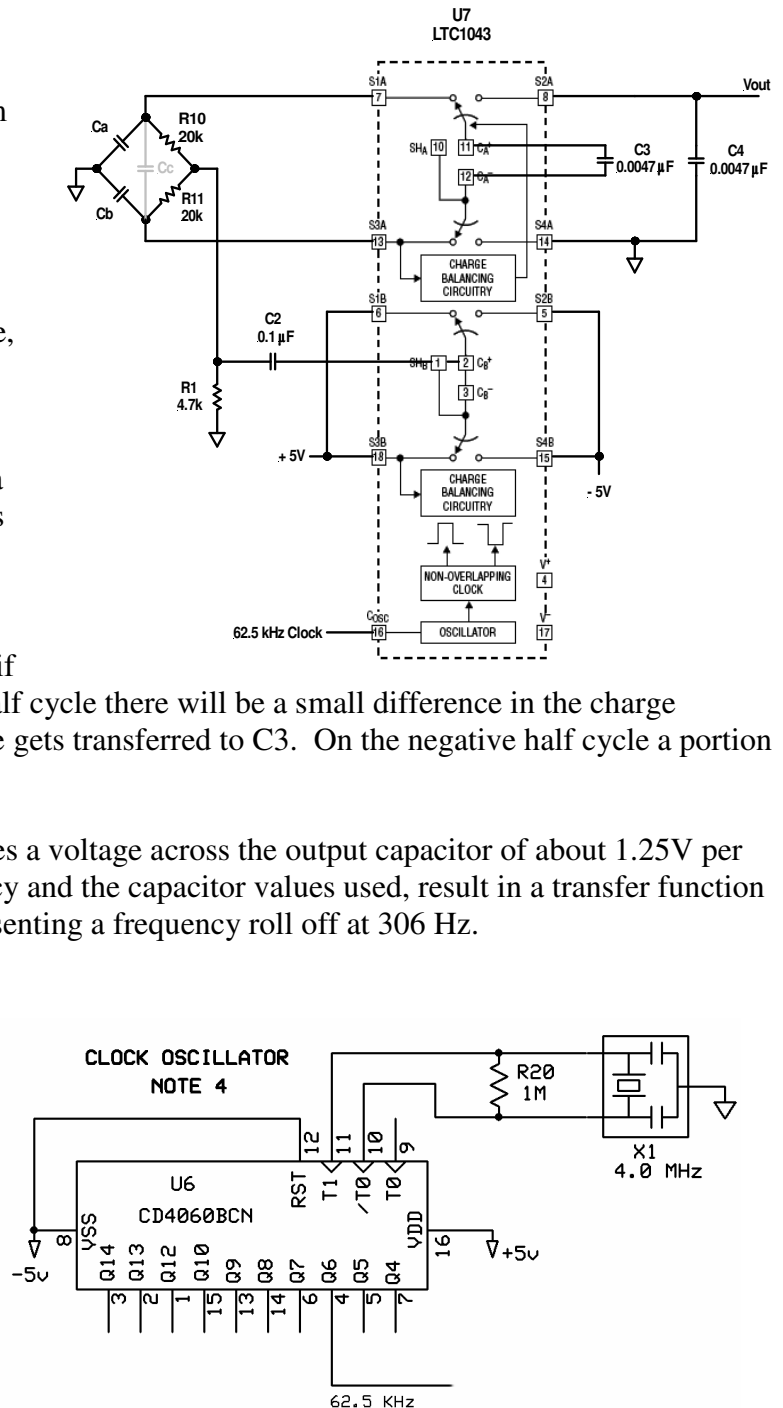 U7
LTC1043
S1A
7
S2A
8
Vout
n
Ca
R10
20k
SHA 10
11 CA+
C3
0.0047 µF
C4
0.0047 µF
Cc
12 CA-
Cb
R11
20k
S3A
13
S4A
14
CHARGE
BALANCING
CIRCUITRY
S1B
6
S2B
5
e,
C2
0.1 µF
SHB 1
2 CB+
R1
4.7k
3 CB-
+ 5V
S3B
18
S4B
15
- 5V
CHARGE
BALANCING
CIRCUITRY
s
V+
4
NON-OVERLAPPING
CLOCK
62.5 kHz Clock
COSC
16
OSCILLATOR
V-
17
if
alf cycle there will be a small difference in the charge
e gets transferred to C3. On the negative half cycle a portion
es a voltage across the output capacitor of about 1.25V per
cy and the capacitor values used, result in a transfer function
senting a frequency roll off at 306 Hz.
CLOCK OSCILLATOR
NOTE 4
R20
1M
X1
4.0 MHz
12 11 10 9
RST T1 /T0 T0
U6
CD4060BCN
8 VSS
VDD 16
-5v
+5v
Q14 Q13 Q12 Q10 Q9 Q8 Q7 Q6 Q5 Q4
3 2 1 15 13 14 6 4 5 7
62.5 KHz